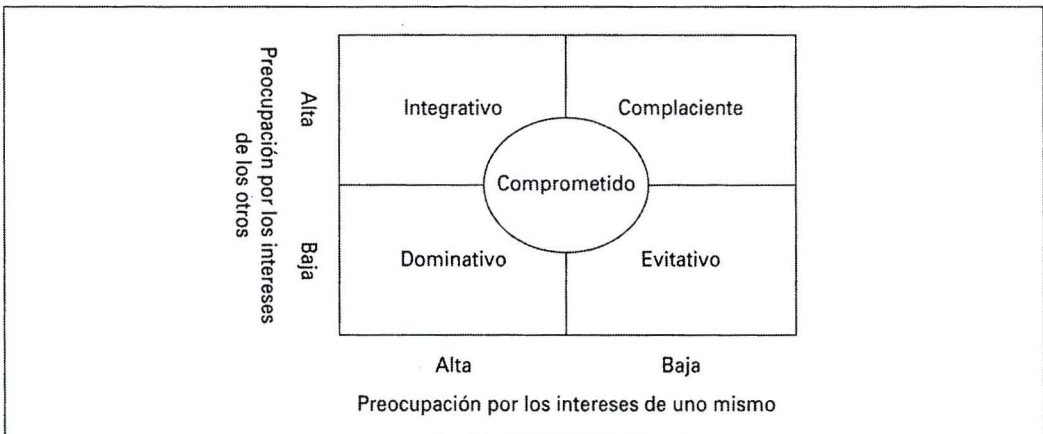 Preocupación por los intereses
de los otros
Alta
Baja
Integrativo
Complaciente
Comprometido
Dominativo
Evitativo
Alta
Baja
Preocupación por los intereses de uno mismo